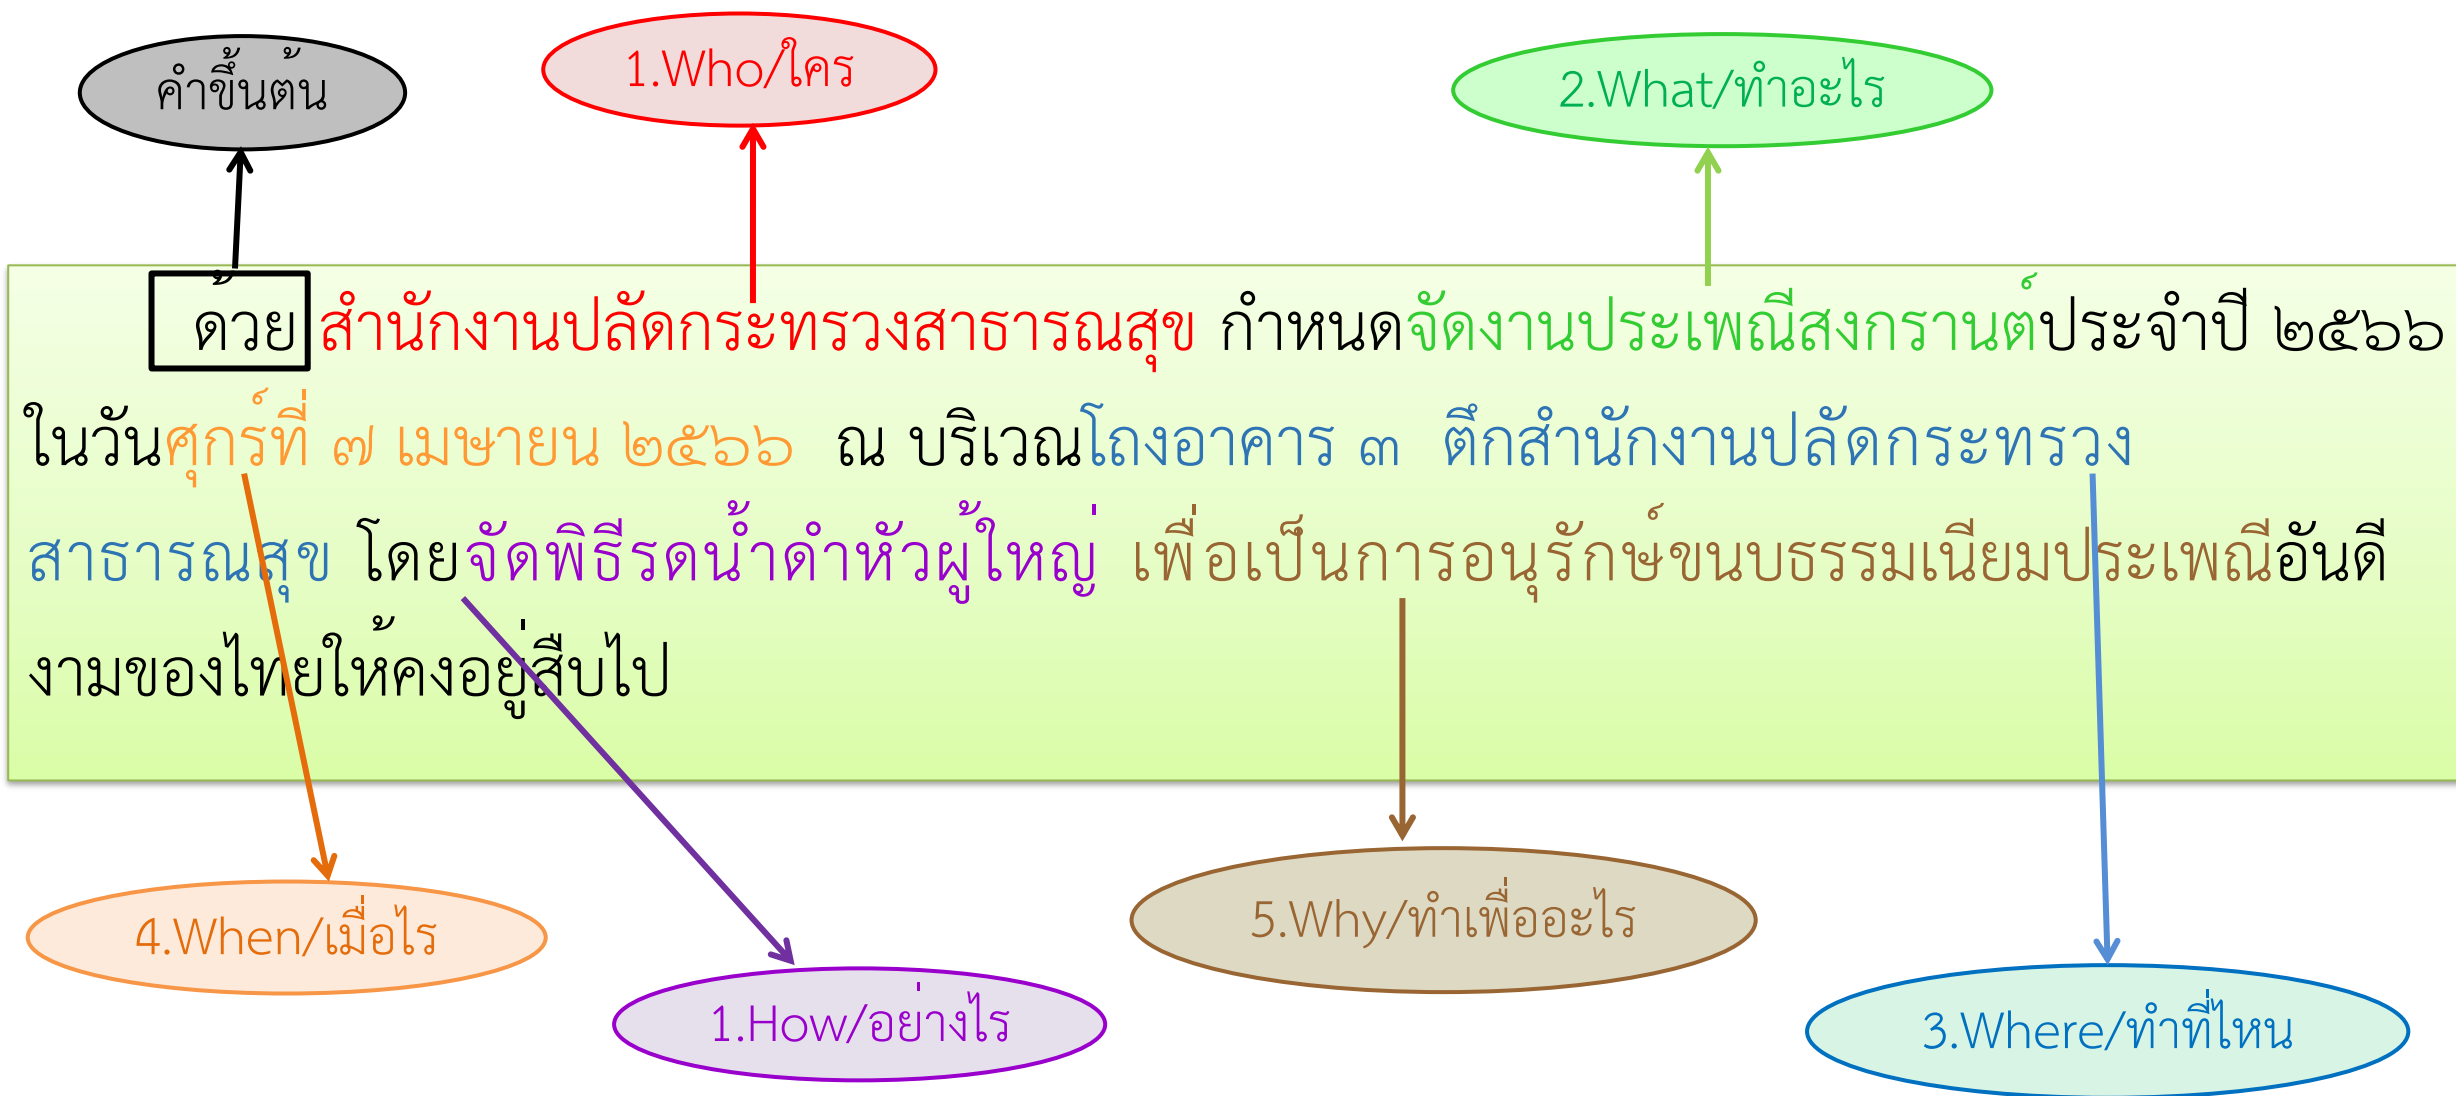 คำขึ้นต้น
1.Who/ใคร
2.What/ทำอะไร
ด้วย สำนักงานปลัดกระทรวงสาธารณสุข กำหนดจัดงานประเพณีสงกรานต์ประจำปี ๒๕๖๖
ในวันศุกร์ที่ ๗ เมษายน ๒๕๖๖ ณ บริเวณโถงอาคาร ๓ ตึกสำนักงานปลัดกระทรวง
สาธารณสุข โดยจัดพิธีรดน้ำดำหัวผู้ใหญ่ เพื่อเป็นการอนุรักษ์ขนบธรรมเนียมประเพณีอันดี
งามของไทยให้คงอยู่สืบไป
4.When/เมื่อไร
5.Why/ทำเพื่ออะไร
1.How/อย่างไร
3.Where/ทำที่ไหน